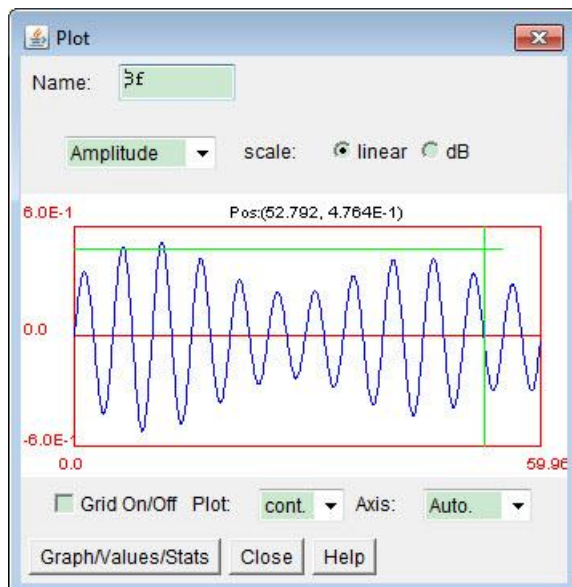 Plot
Name: 3f
Amplitude scale: linear dB
6.0E-1 Pos:(52.792, 4.764E-1)
0.0
-6.0E-1
0.0 59.96
Grid On/Off Plot: cont. Axis: Auto.
Graph/Values/Stats Close Help